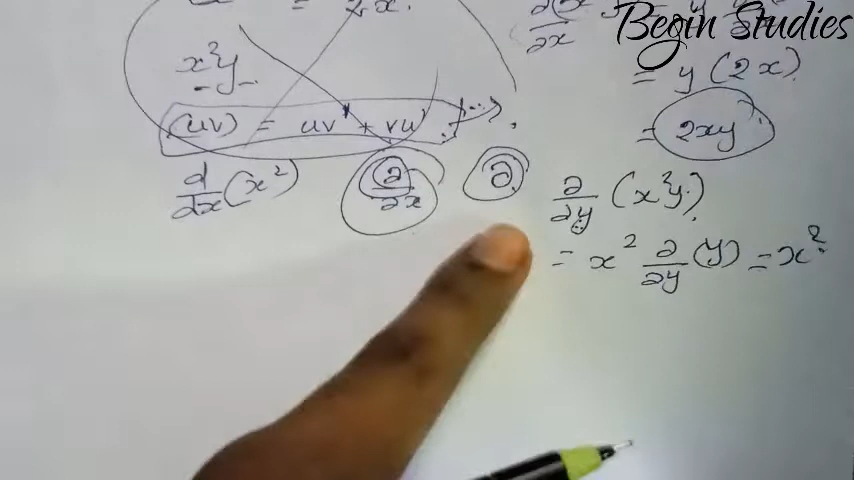 = 2x.
x²y
(uv)' = uv' + vu'
d/dx (x²)
∂/∂x
∂
∂/∂x
= y (2x).
= 2xy
∂/∂y (x²y).
= x² ∂/∂y (y) = x².
Begin Studies